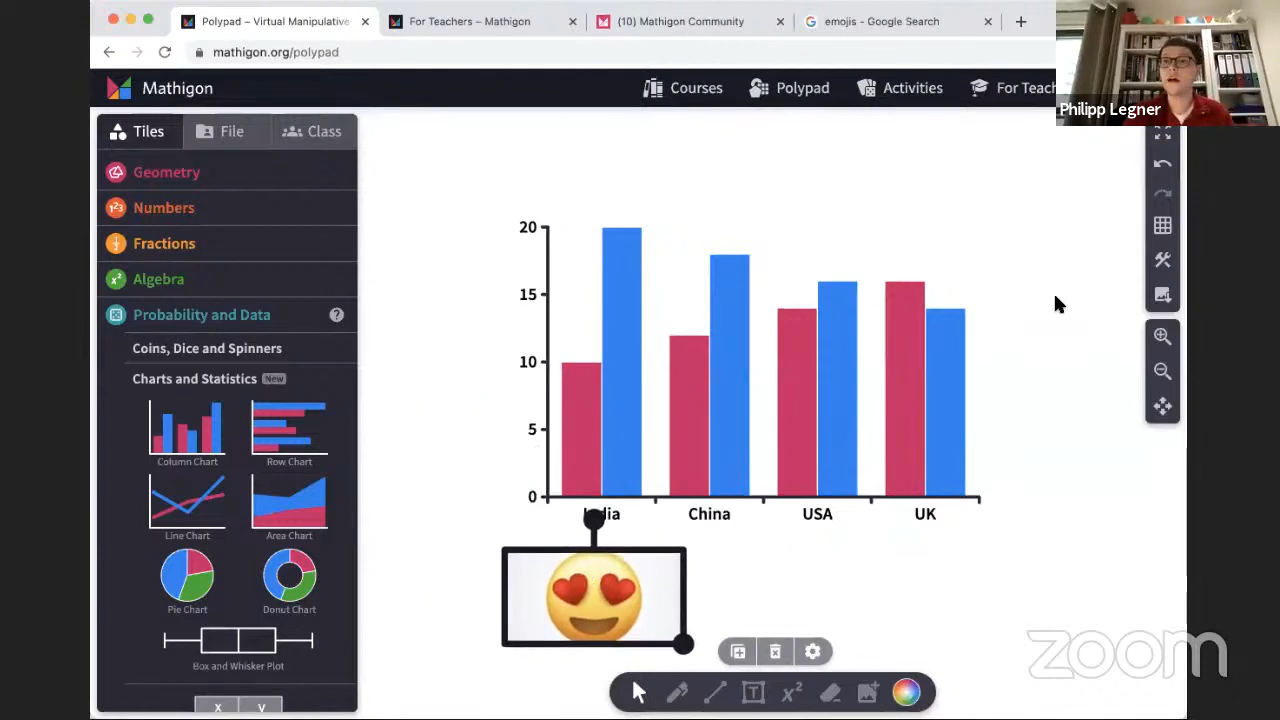 Polypad – Virtual Manipulative
For Teachers – Mathigon
(10) Mathigon Community
emojis - Google Search
mathigon.org/polypad
Mathigon
Courses
Polypad
Activities
For Teach
Philipp Legner
Tiles
File
Class
Geometry
Numbers
Fractions
Algebra
Probability and Data
Coins, Dice and Spinners
Charts and Statistics New
Column Chart
Row Chart
Line Chart
Area Chart
Pie Chart
Donut Chart
Box and Whisker Plot
x y
20
15
10
5
0
China
USA
UK
T
x²
zoom